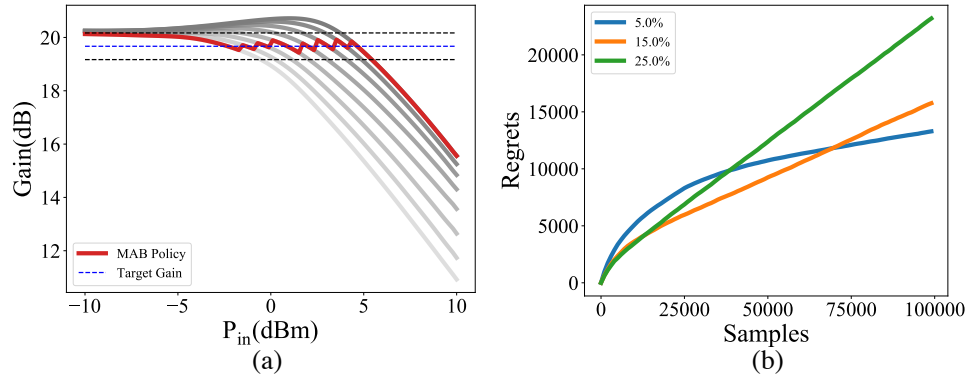 (a)
20
18
16
14
12
Gain(dB)
MAB Policy
Target Gain
−10
−5
0
5
10
P_in(dBm)
(a)
5.0%
15.0%
25.0%
20000
15000
10000
5000
0
Regrets
0
25000
50000
75000
100000
Samples
(b)